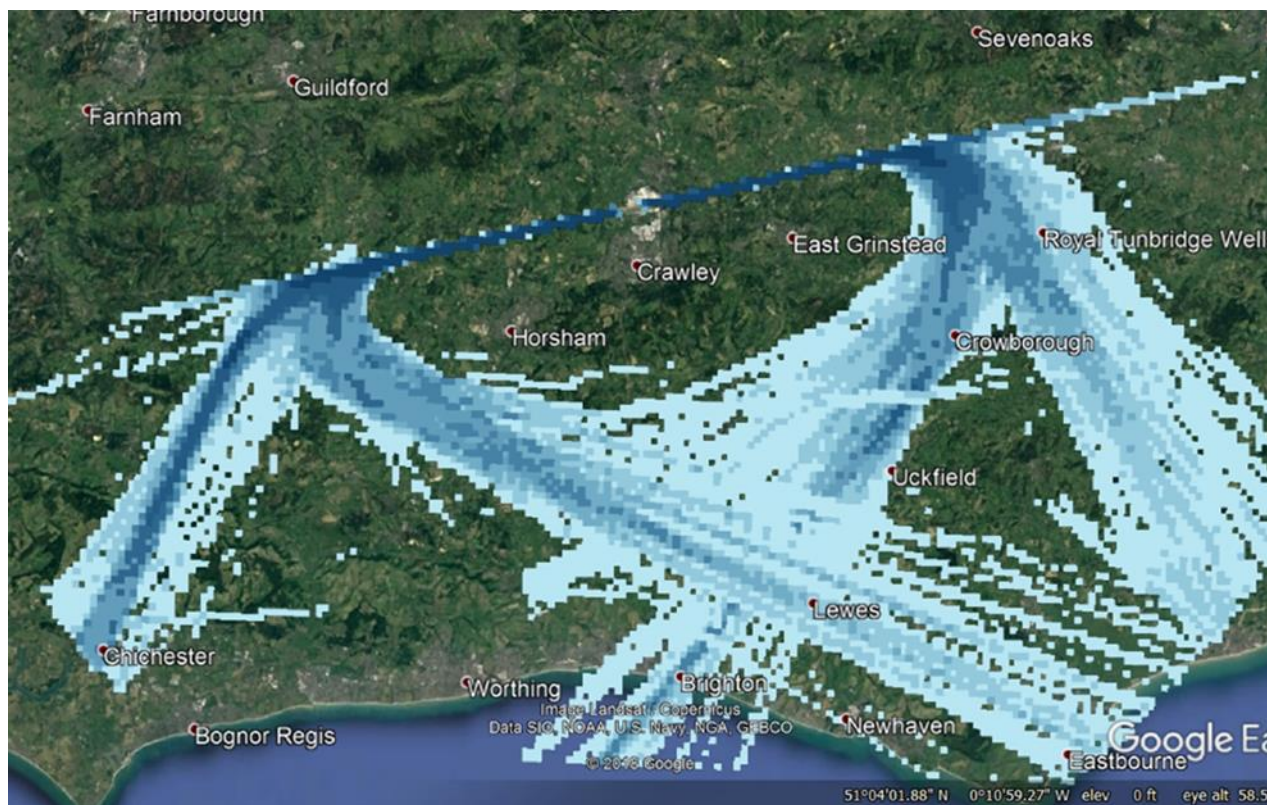 Farnborough
Sevenoaks
Guildford
Farnham
East Grinstead
Royal Tunbridge Well
Crawley
Horsham
Crowborough
Uckfield
Lewes
Chichester
Worthing
Brighton
Image Landsat / Copernicus
Data SIO, NOAA, U.S. Navy, NGA, GEBCO
Newhaven
Bognor Regis
Google Ea
Eastbourne
© 2018 Google
51°04'01.88" N 0°10'59.27" W elev 0 ft eye alt 58.5